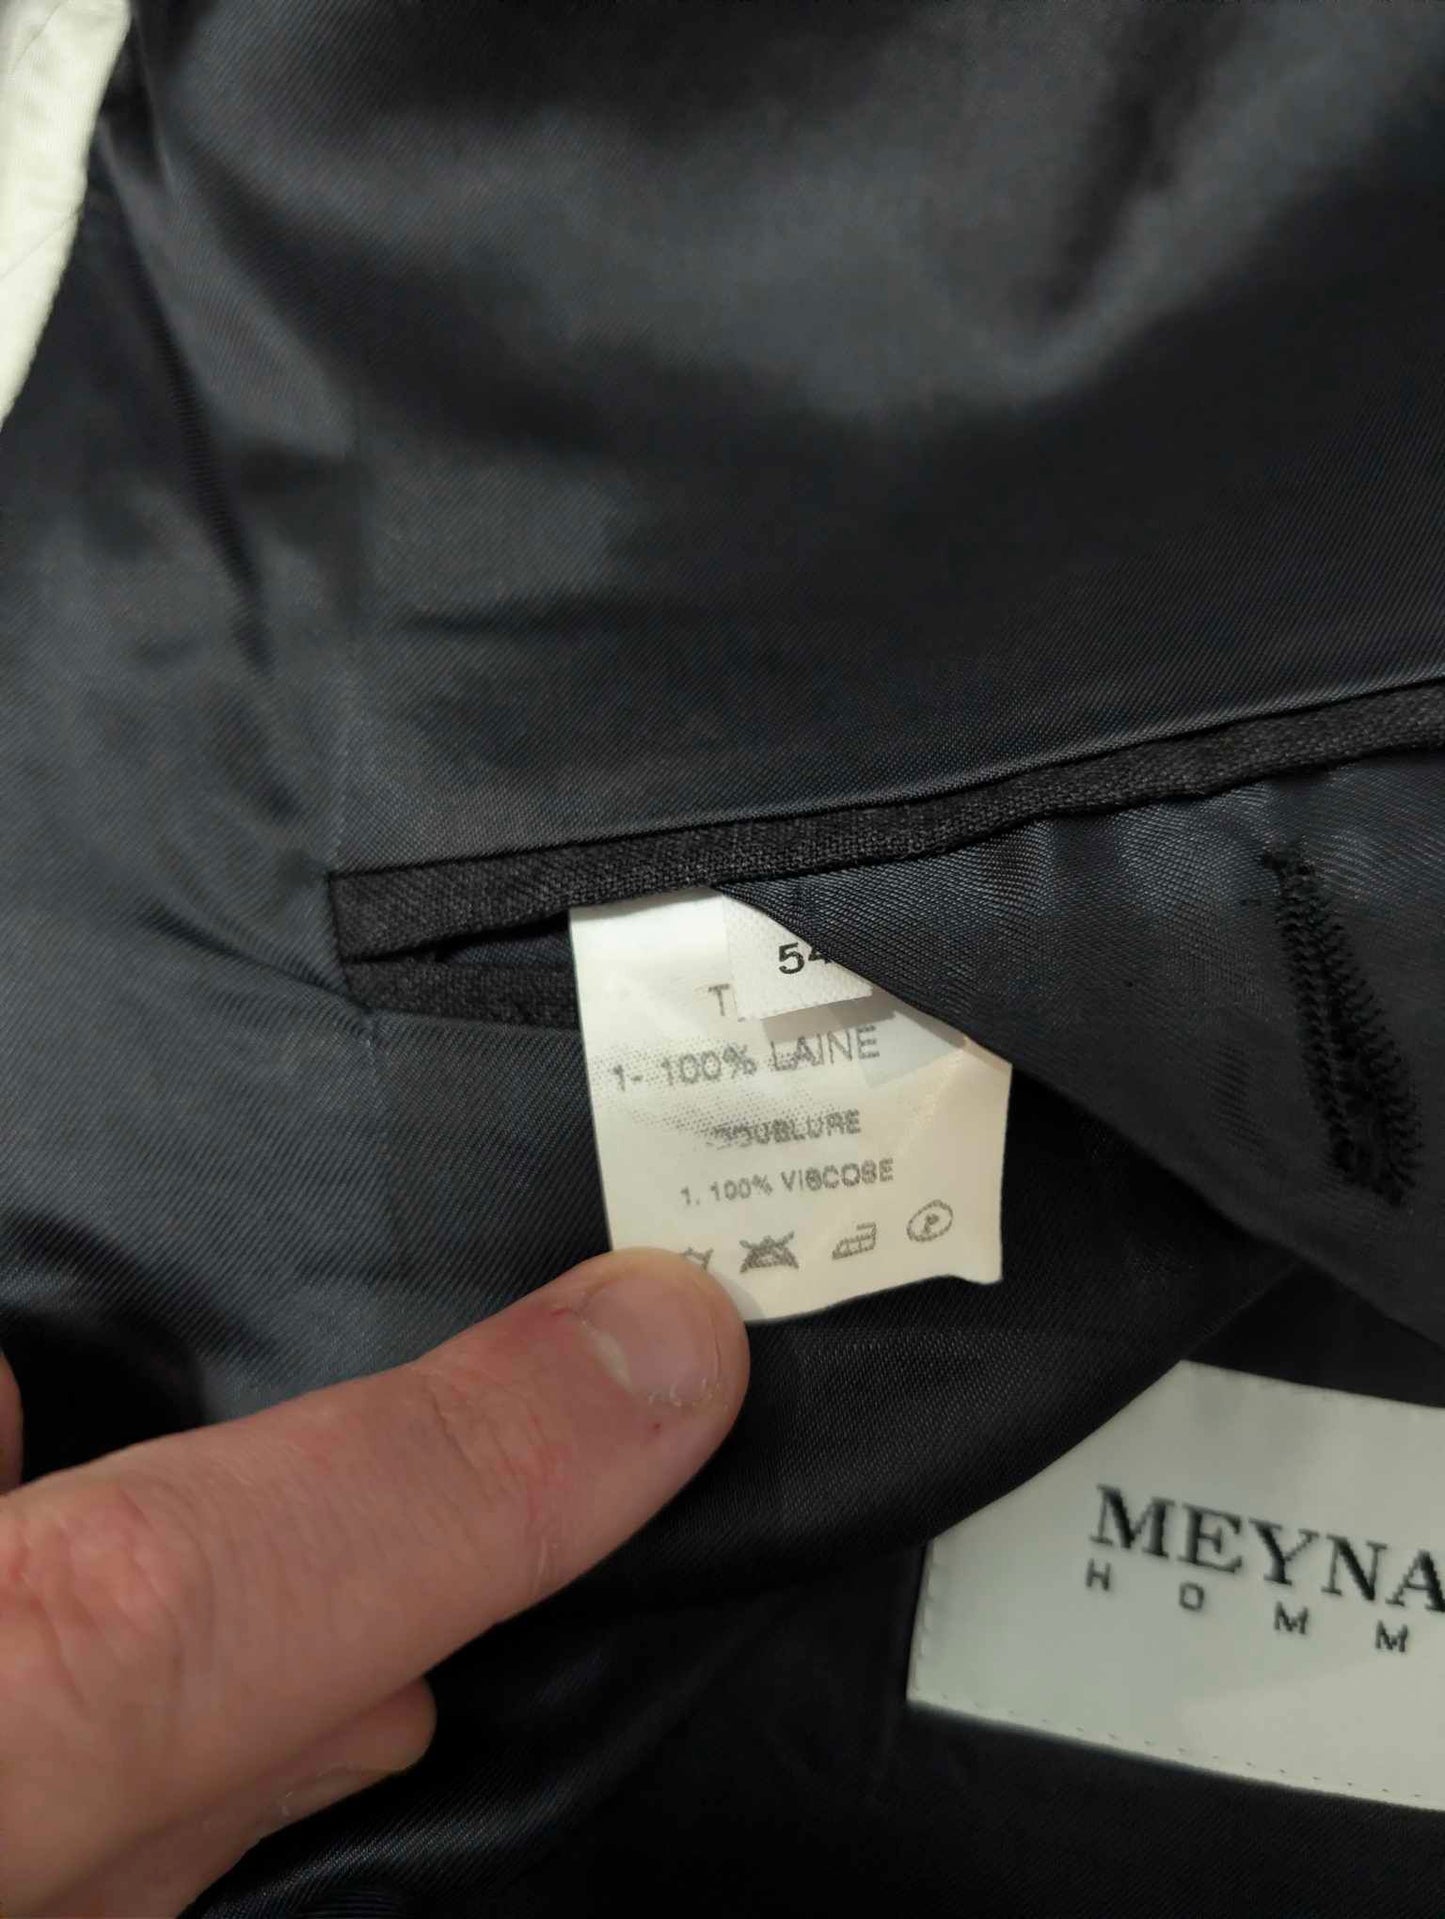 54
1- 100% LAINE
DOUBLURE
1. 100% VISCOSE
P
MEYNA
HOMM